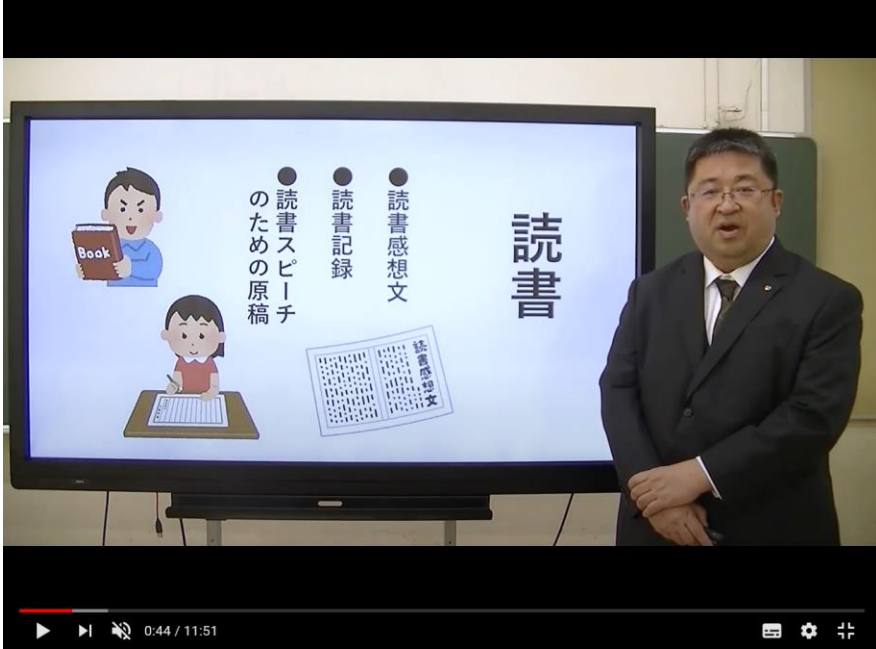 読書
●読書感想文
●読書記録
●読書スピーチ
のための原稿
Book
読書感想文
0:44 / 11:51